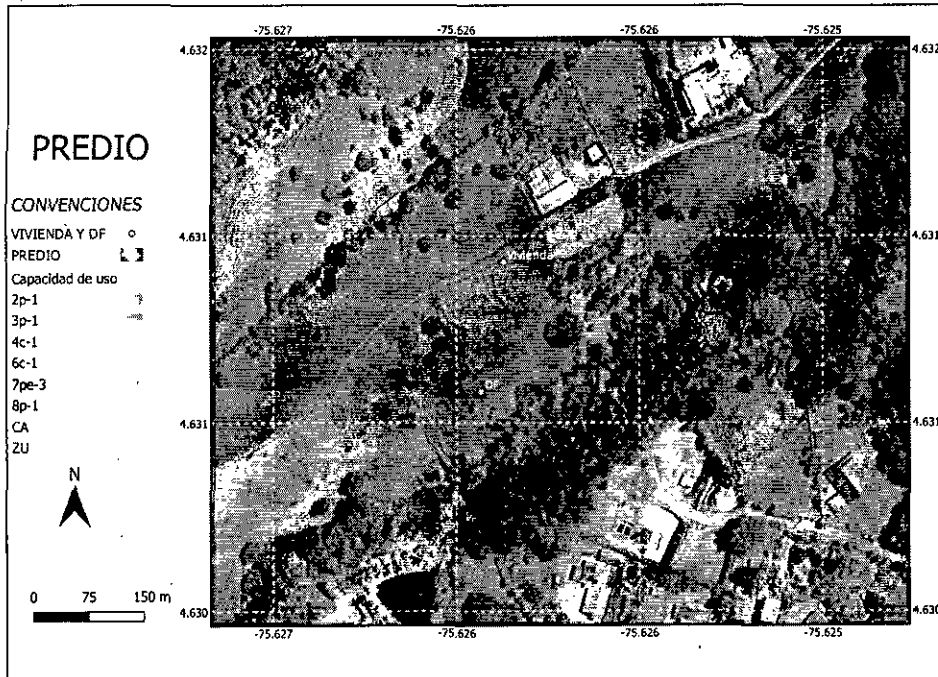 PREDIO
CONVENCIONES
VIVIENDA Y DF
PREDIO
Capacidad de uso
2p-1
3p-1
4c-1
6c-1
7pe-3
8p-1
CA
ZU
N
0 75 150 m
-75.627 -75.626 -75.626 -75.625
4.632 4.632
4.631 4.631
Vivienda
DF
4.631 4.631
4.630 4.630
-75.627 -75.626 -75.626 -75.625